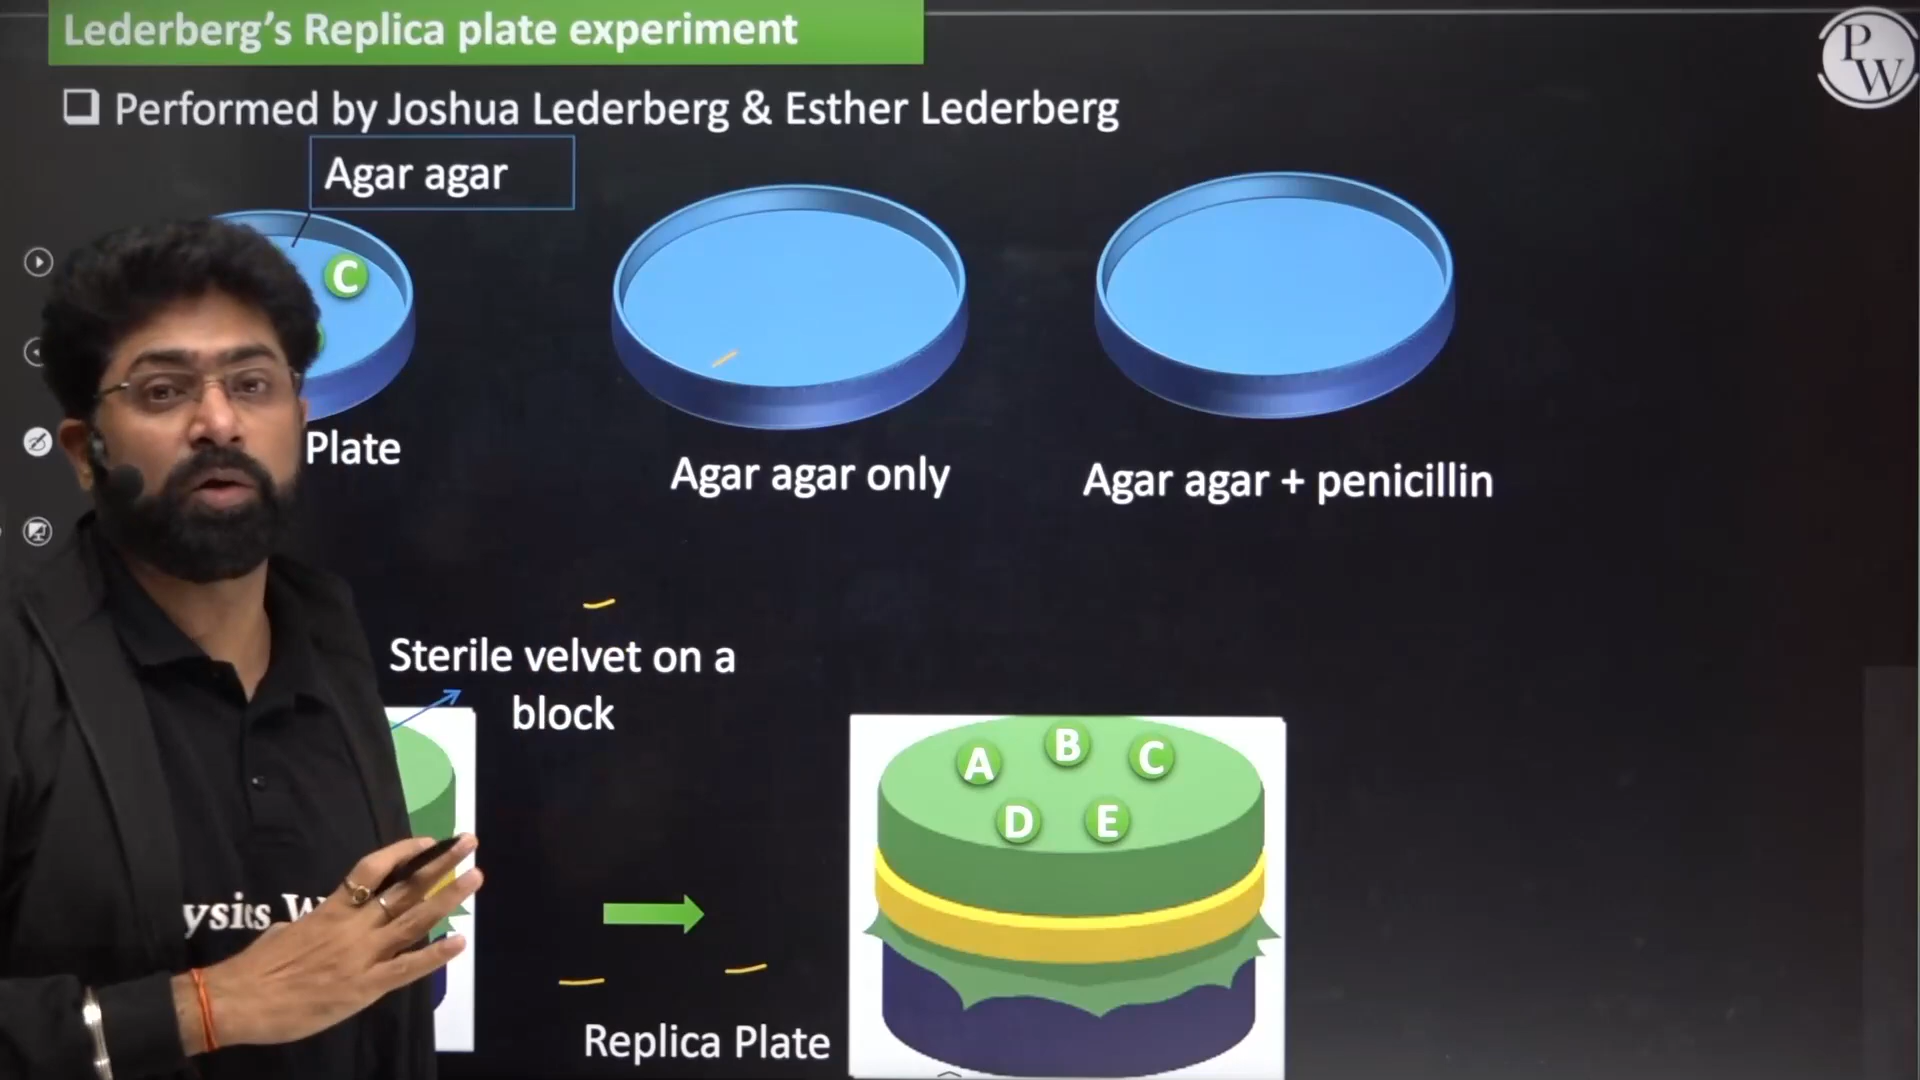 Lederberg's Replica plate experiment
PW
❑ Performed by Joshua Lederberg & Esther Lederberg
Agar agar
C
Plate
Agar agar only
Agar agar + penicillin
Sterile velvet on a
block
A B C
D E
Replica Plate